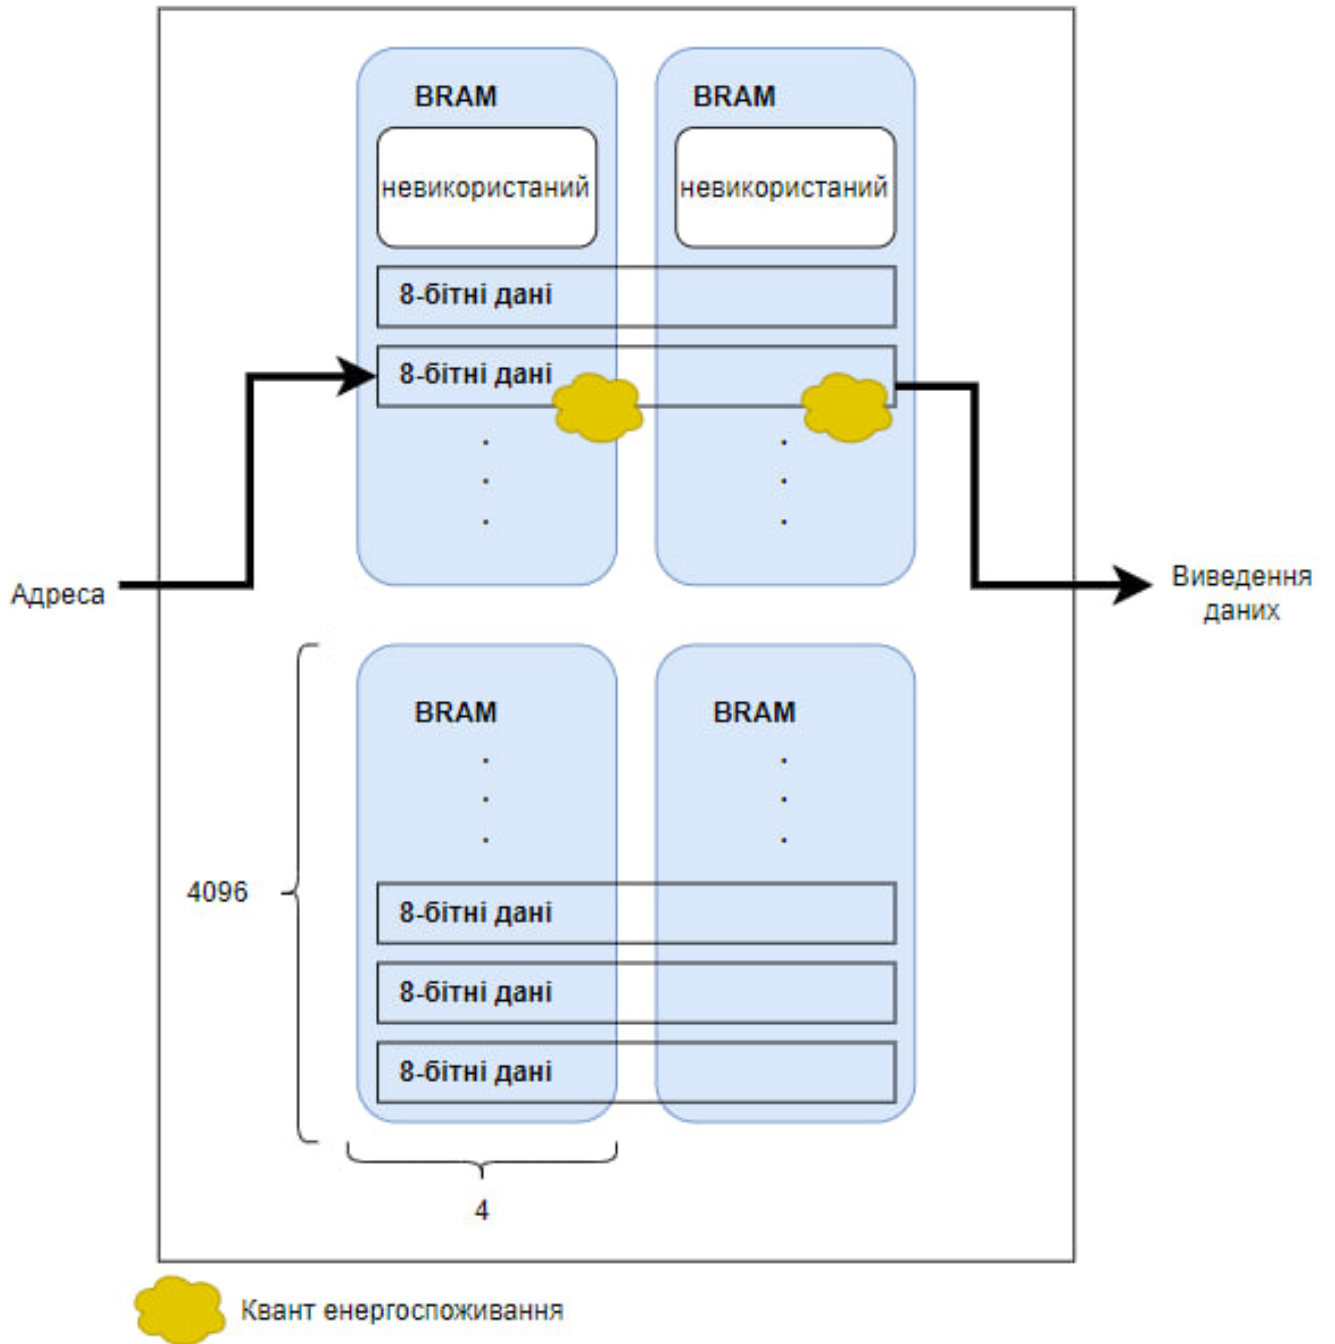 BRAM
BRAM
невикористаний
невикористаний
8-бітні дані
8-бітні дані
Адреса
Виведення
даних
BRAM
BRAM
4096
8-бітні дані
8-бітні дані
8-бітні дані
4
Квант енергоспоживання